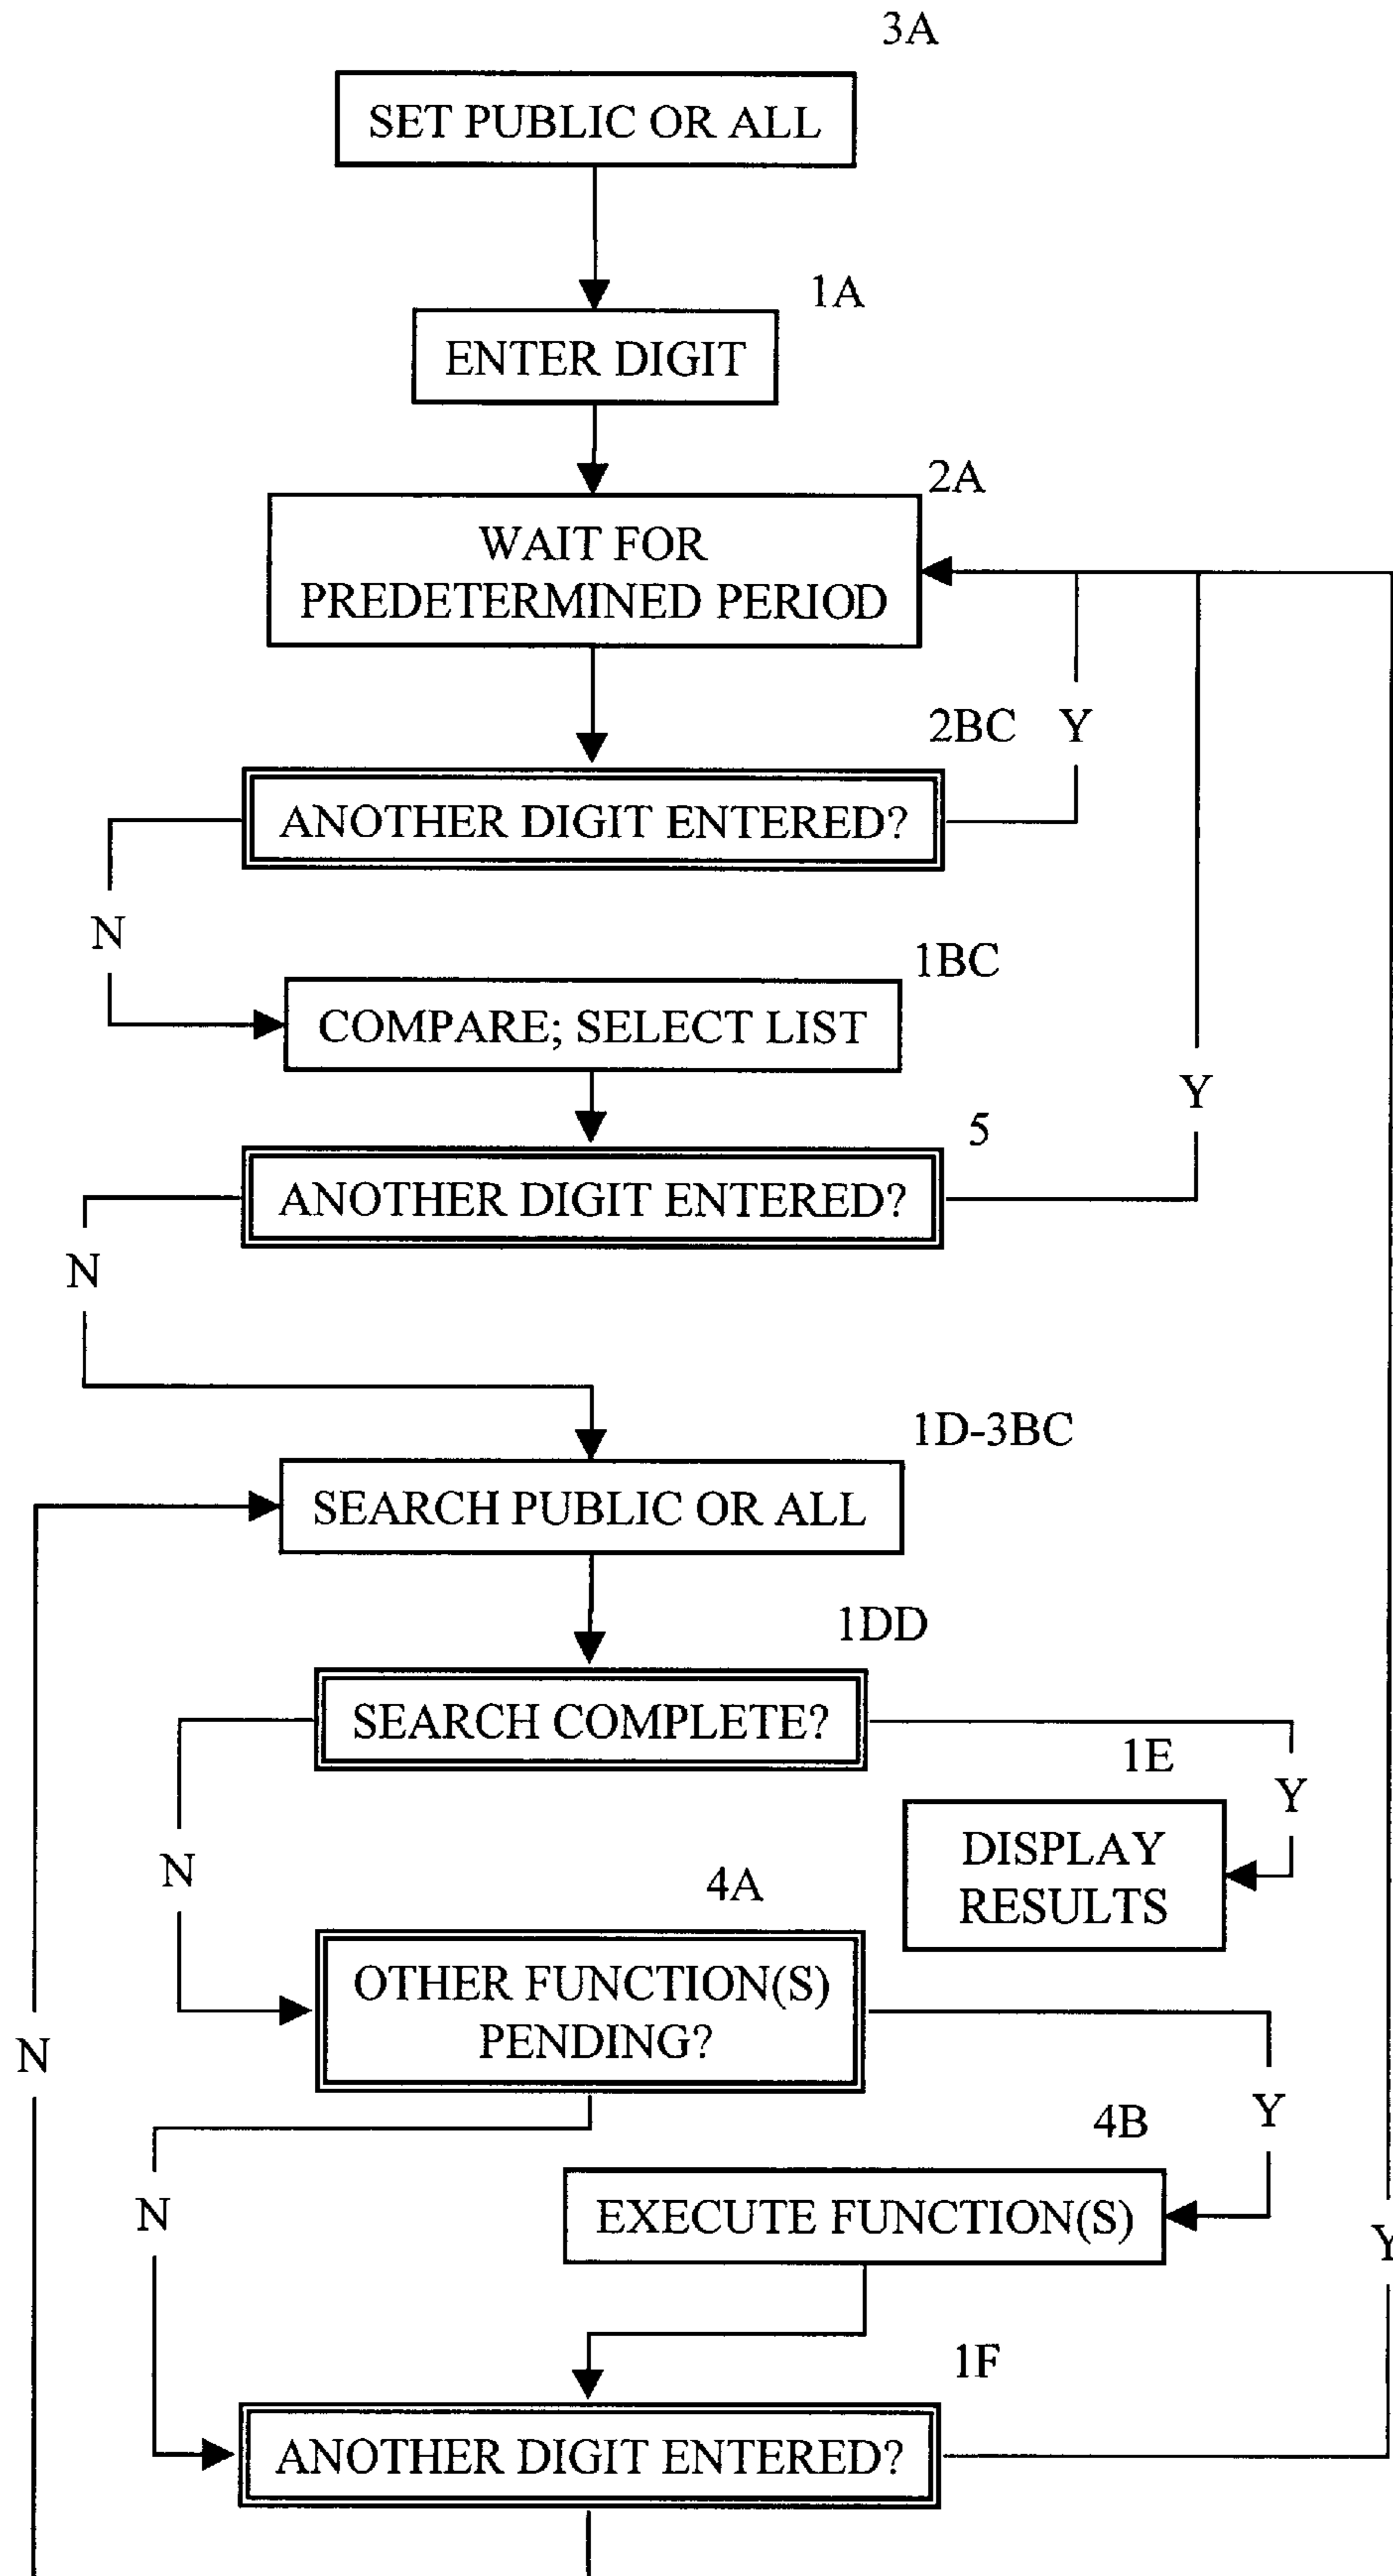 3A
SET PUBLIC OR ALL
1A
ENTER DIGIT
2A
WAIT FOR
PREDETERMINED PERIOD
2BC
Y
ANOTHER DIGIT ENTERED?
N
1BC
COMPARE; SELECT LIST
Y
5
ANOTHER DIGIT ENTERED?
N
1D-3BC
SEARCH PUBLIC OR ALL
1DD
SEARCH COMPLETE?
1E
Y
DISPLAY
RESULTS
N
4A
OTHER FUNCTION(S)
PENDING?
N
Y
4B
EXECUTE FUNCTION(S)
N
Y
1F
ANOTHER DIGIT ENTERED?